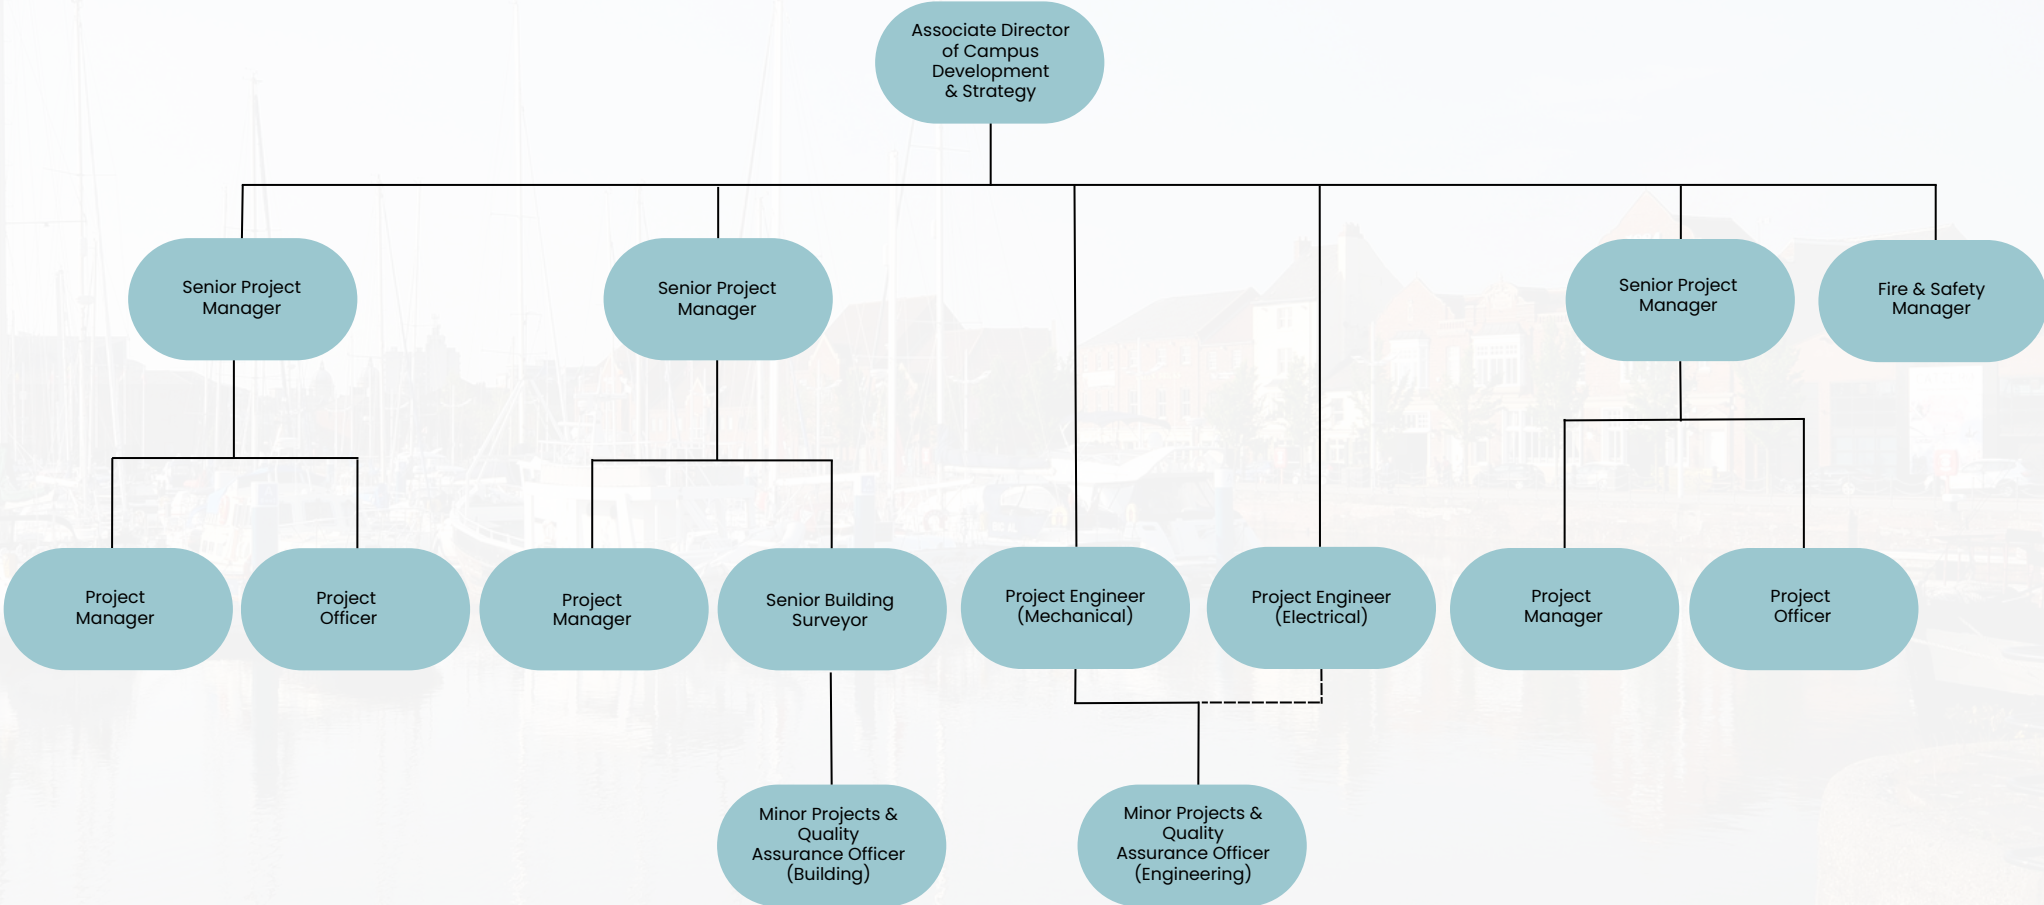 Associate Director
of Campus
Development
& Strategy
Senior Project
Manager
Senior Project
Manager
Senior Project
Manager
Fire & Safety
Manager
Project
Manager
Project
Officer
Project
Manager
Senior Building
Surveyor
Project Engineer
(Mechanical)
Project Engineer
(Electrical)
Project
Manager
Project
Officer
Minor Projects &
Quality
Assurance Officer
(Building)
Minor Projects &
Quality
Assurance Officer
(Engineering)